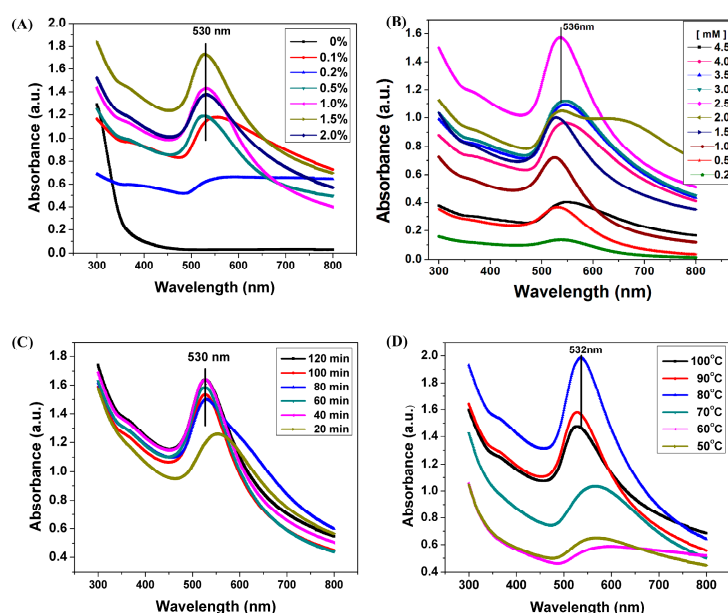 (A)
530 nm
0%
0.1%
0.2%
0.5%
1.0%
1.5%
2.0%
Absorbance (a.u.)
2.0
1.8
1.6
1.4
1.2
1.0
0.8
0.6
0.4
0.2
0.0
300 400 500 600 700 800
Wavelength (nm)
(B)
536nm
[ mM ]
4.5
4.0
3.5
3.0
2.5
2.0
1.5
1.0
0.5
0.2
Absorbance (a.u.)
1.6
1.4
1.2
1.0
0.8
0.6
0.4
0.2
0.0
300 400 500 600 700 800
Wavelength (nm)
(C)
530 nm
120 min
100 min
80 min
60 min
40 min
20 min
Absorbance (a.u.)
1.8
1.6
1.4
1.2
1.0
0.8
0.6
0.4
300 400 500 600 700 800
Wavelength (nm)
(D)
532nm
100°C
90°C
80°C
70°C
60°C
50°C
Absorbance (a.u.)
2.0
1.8
1.6
1.4
1.2
1.0
0.8
0.6
0.4
300 400 500 600 700 800
Wavelength (nm)